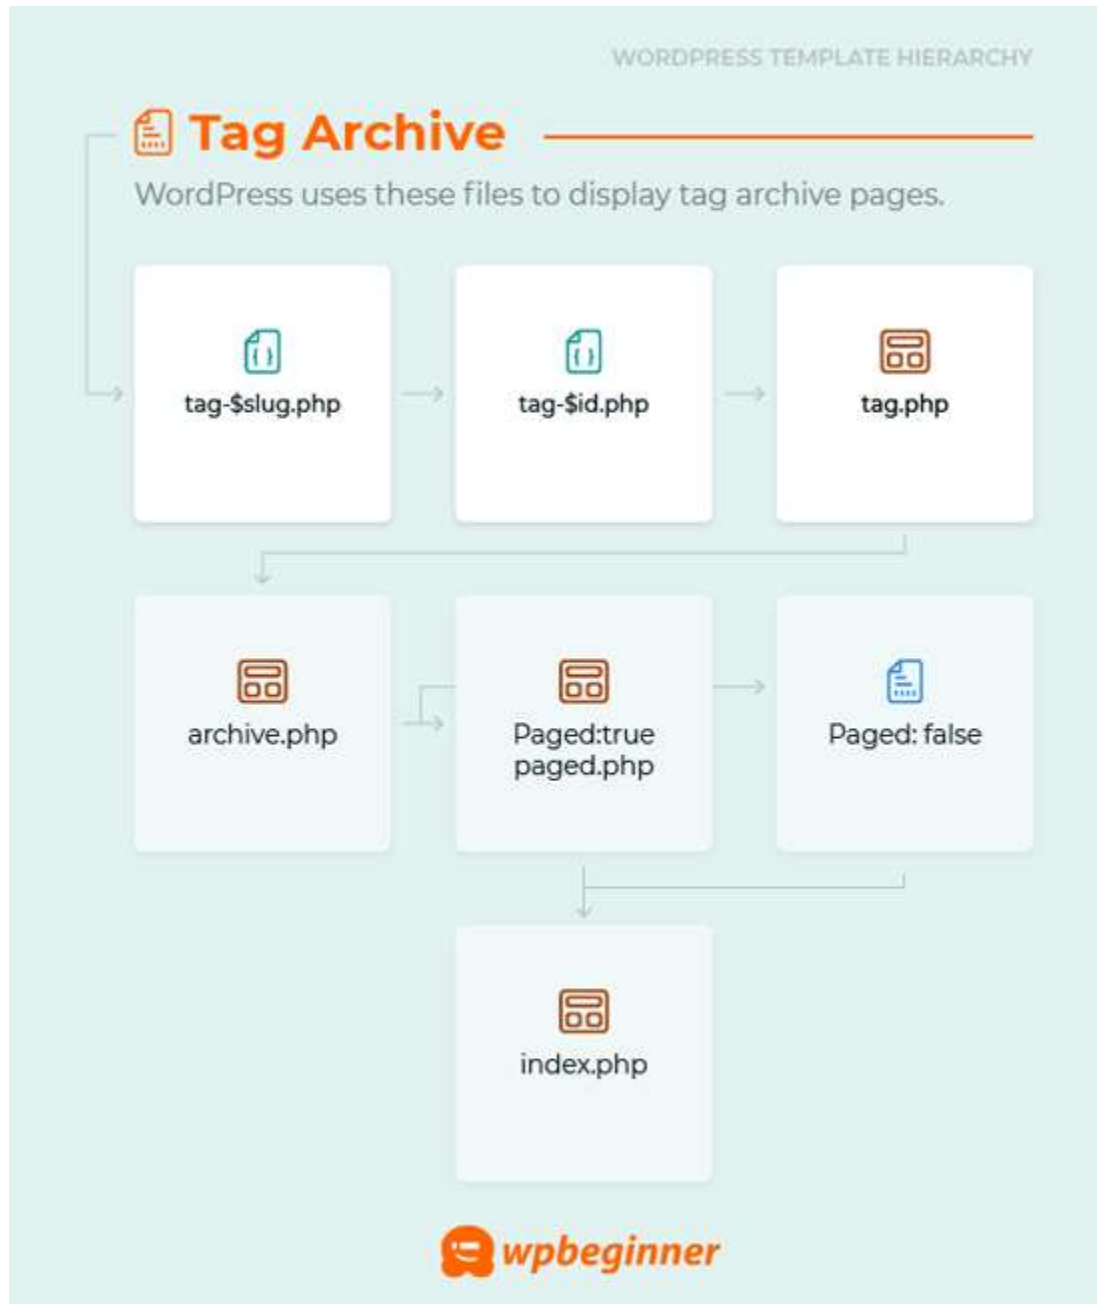 WORDPRESS TEMPLATE HIERARCHY
Tag Archive
WordPress uses these files to display tag archive pages.
tag-$slug.php
tag-$id.php
tag.php
archive.php
Paged:true
paged.php
Paged: false
index.php
wpbeginner